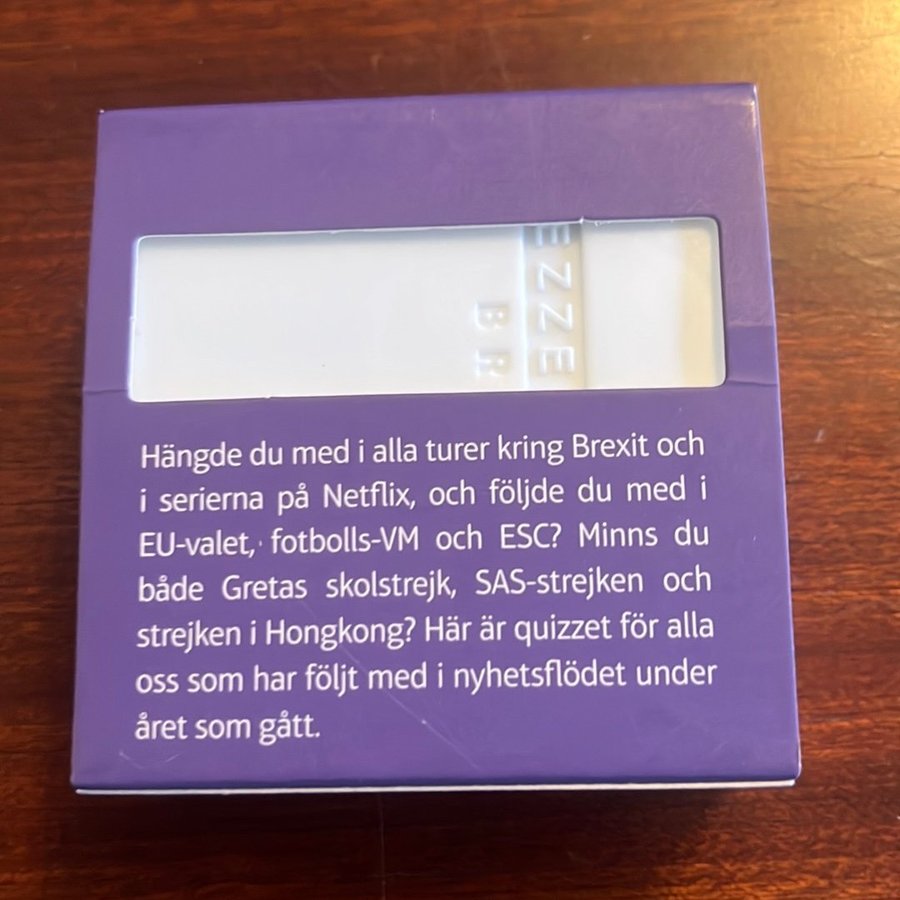 EZZE
BR
Hängde du med i alla turer kring Brexit och
i serierna på Netflix, och följde du med i
EU-valet, fotbolls-VM och ESC? Minns du
både Gretas skolstrejk, SAS-strejken och
strejken i Hongkong? Här är quizzet för alla
oss som har följt med i nyhetsflödet under
året som gått.